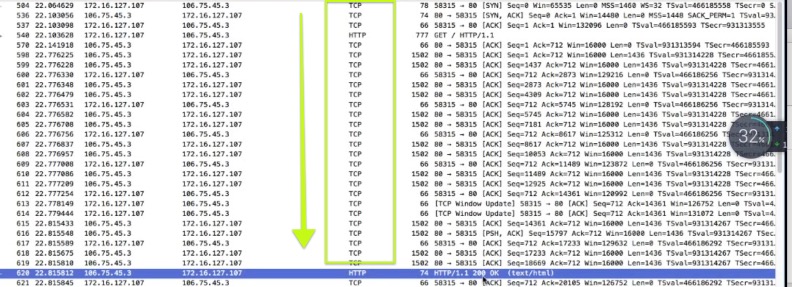 504 22.064629 172.16.127.107 106.75.45.3 TCP 78 58315 → 80 [SYN] Seq=0 Win=65535 Len=0 MSS=1460 WS=32 TSval=466185558 TSecr=0 S.
526 22.103056 106.75.45.3 172.16.127.107 TCP 74 80 → 58315 [SYN, ACK] Seq=0 Ack=1 Win=14480 Len=0 MSS=1448 SACK_PERM=1 TSval=93.
537 22.103098 172.16.127.107 106.75.45.3 TCP 66 58315 → 80 [ACK] Seq=1 Ack=1 Win=132096 Len=0 TSval=466185593 TSecr=931313555
540 22.103628 172.16.127.107 106.75.45.3 HTTP 777 GET / HTTP/1.1
570 22.141918 106.75.45.3 172.16.127.107 TCP 66 80 → 58315 [ACK] Seq=1 Ack=712 Win=16000 Len=0 TSval=931313594 TSecr=466185593
598 22.776225 106.75.45.3 172.16.127.107 TCP 1502 80 → 58315 [ACK] Seq=1 Ack=712 Win=16000 Len=1436 TSval=931314228 TSecr=4661855.
599 22.776228 106.75.45.3 172.16.127.107 TCP 1502 80 → 58315 [ACK] Seq=1437 Ack=712 Win=16000 Len=1436 TSval=931314228 TSecr=466.
600 22.776330 172.16.127.107 106.75.45.3 TCP 66 58315 → 80 [ACK] Seq=712 Ack=2873 Win=129216 Len=0 TSval=466186256 TSecr=931314.
601 22.776478 106.75.45.3 172.16.127.107 TCP 1502 80 → 58315 [ACK] Seq=2873 Ack=712 Win=16000 Len=1436 TSval=931314228 TSecr=466.
602 22.776479 106.75.45.3 172.16.127.107 TCP 1502 80 → 58315 [ACK] Seq=4309 Ack=712 Win=16000 Len=1436 TSval=931314228
603 22.776531 172.16.127.107 106.75.45.3 TCP 66 58315 → 80 [ACK] Seq=712 Ack=5745 Win=128192 Len=0 TSval=466186256
604 22.776582 106.75.45.3 172.16.127.107 TCP 1502 80 → 58315 [ACK] Seq=5745 Ack=712 Win=16000 Len=1436 TSval=931314228
605 22.776708 106.75.45.3 172.16.127.107 TCP 1502 80 → 58315 [ACK] Seq=7181 Ack=712 Win=16000 Len=1436 TSval=931314228
606 22.776756 172.16.127.107 106.75.45.3 TCP 66 58315 → 80 [ACK] Seq=712 Ack=8617 Win=125312 Len=0 TSval=466186256
607 22.776837 106.75.45.3 172.16.127.107 TCP 1502 80 → 58315 [ACK] Seq=8617 Ack=712 Win=16000 Len=1436 TSval=931314228
608 22.776957 106.75.45.3 172.16.127.107 TCP 1502 80 → 58315 [ACK] Seq=10053 Ack=712 Win=16000 Len=1436 TSval=931314228
609 22.777008 172.16.127.107 106.75.45.3 TCP 66 58315 → 80 [ACK] Seq=712 Ack=11489 Win=123872 Len=0 TSval=466186256
610 22.777086 106.75.45.3 172.16.127.107 TCP 1502 80 → 58315 [ACK] Seq=11489 Ack=712 Win=16000 Len=1436 TSval=931314228 TSecr=466.
611 22.777209 106.75.45.3 172.16.127.107 TCP 1502 80 → 58315 [ACK] Seq=12925 Ack=712 Win=16000 Len=1436 TSval=931314228 TSecr=466.
612 22.777254 172.16.127.107 106.75.45.3 TCP 66 58315 → 80 [ACK] Seq=712 Ack=14361 Win=120992 Len=0 TSval=466186256 TSecr=93131.
613 22.778149 172.16.127.107 106.75.45.3 TCP 66 [TCP Window Update] 58315 → 80 [ACK] Seq=712 Ack=14361 Win=126752 Len=0 TSval=4.
614 22.779444 172.16.127.107 106.75.45.3 TCP 66 [TCP Window Update] 58315 → 80 [ACK] Seq=712 Ack=14361 Win=131072 Len=0 TSval=4.
615 22.815433 106.75.45.3 172.16.127.107 TCP 1502 80 → 58315 [ACK] Seq=14361 Ack=712 Win=16000 Len=1436 TSval=931314267 TSecr=466.
616 22.815548 106.75.45.3 172.16.127.107 TCP 1502 80 → 58315 [PSH, ACK] Seq=15797 Ack=712 Win=16000 Len=1436 TSval=931314267
617 22.815589 172.16.127.107 106.75.45.3 TCP 66 58315 → 80 [ACK] Seq=712 Ack=17233 Win=129632 Len=0 TSval=466186292 TSecr=93131.
618 22.815675 106.75.45.3 172.16.127.107 TCP 1502 80 → 58315 [ACK] Seq=17233 Ack=712 Win=16000 Len=1436 TSval=931314267 TSecr=466.
619 22.815810 106.75.45.3 172.16.127.107 TCP 1502 80 → 58315 [ACK] Seq=18669 Ack=712 Win=16000 Len=1436 TSval=931314267 TSecr=466.
620 22.815812 106.75.45.3 172.16.127.107 HTTP 74 HTTP/1.1 200 OK (text/html)
621 22.815845 172.16.127.107 106.75.45.3 TCP 66 58315 → 80 [ACK] Seq=712 Ack=20105 Win=126752 Len=0 TSval=466186292 TSecr=93131.
32%